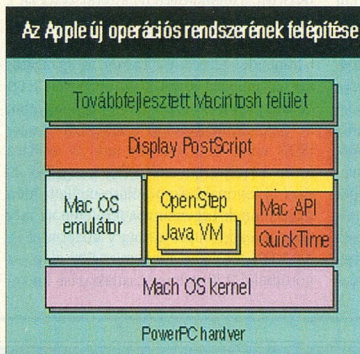 Az Apple új operációs rendszerének felépítése
Továbbfejlesztett Macintosh felület
Display PostScript
Mac OS
emulátor
OpenStep
Java VM
Mac API
QuickTime
Mach OS kernel
PowerPC hardver